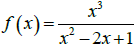 f(x) = x³ / (x² − 2x + 1)